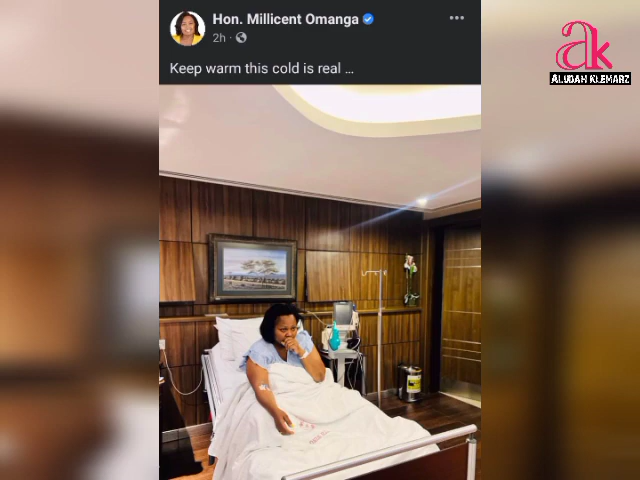 Hon. Millicent Omanga
2h ·
Keep warm this cold is real ...
ak
ALUDAH KLEMARZ